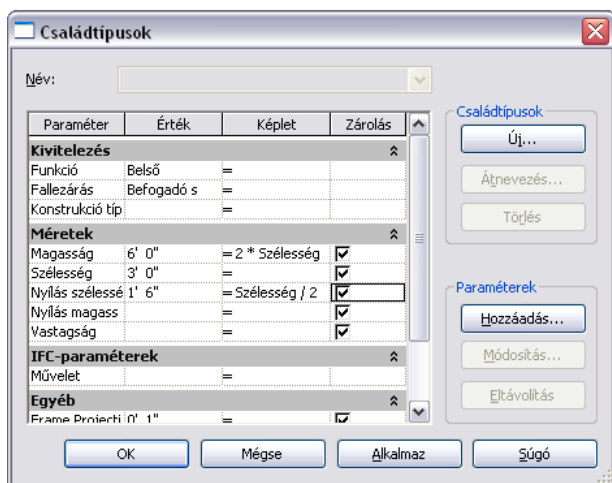 Családtípusok
Név:
Paraméter Érték Képlet Zárolás
Kivitelezés
Funkció Belső =
Fallezárás Befogadó s =
Konstrukció típ =
Méretek
Magasság 6' 0" = 2 * Szélesség
Szélesség 3' 0" =
Nyílás szélessé 1' 6" = Szélesség / 2
Nyílás magass =
Vastagság =
IFC-paraméterek
Művelet =
Egyéb
Frame Projecti 0' 1" =
Családtípusok
Új...
Átnevezés...
Törlés
Paraméterek
Hozzáadás...
Módosítás...
Eltávolítás
OK Mégse Alkalmaz Súgó